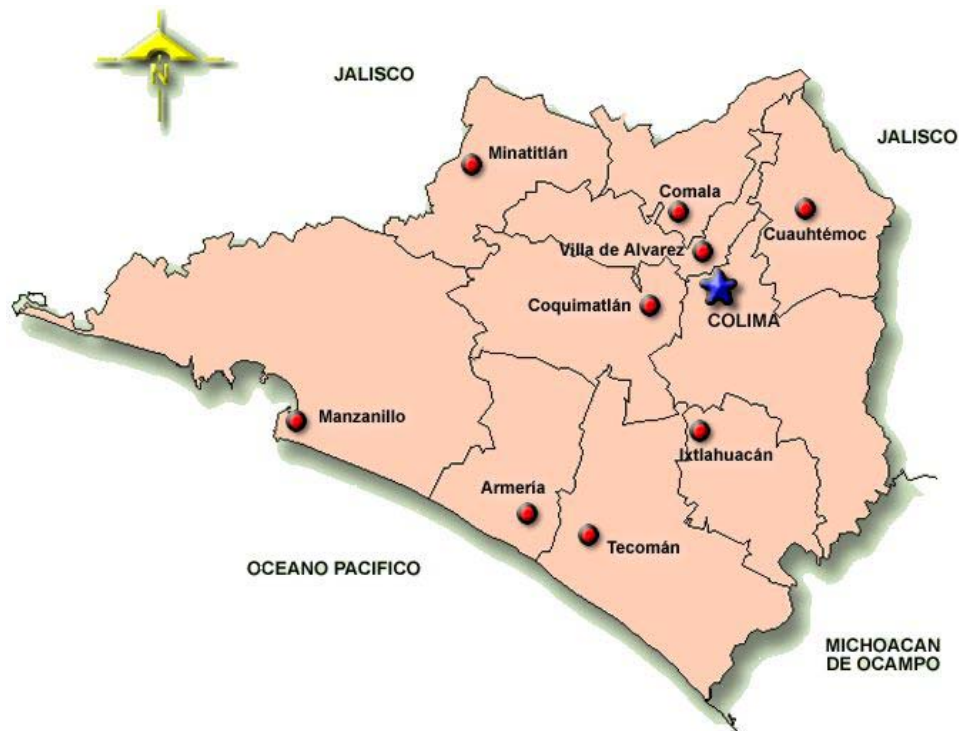 N
JALISCO
JALISCO
Minatitlán
Comala
Cuauhtémoc
Villa de Alvarez
Coquimatlán
COLIMA
Manzanillo
Ixtlahuacán
Armería
Tecomán
OCEANO PACIFICO
MICHOACAN
DE OCAMPO